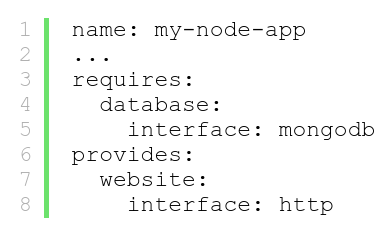 1 name: my-node-app
2 ...
3 requires:
4   database:
5     interface: mongodb
6 provides:
7   website:
8     interface: http